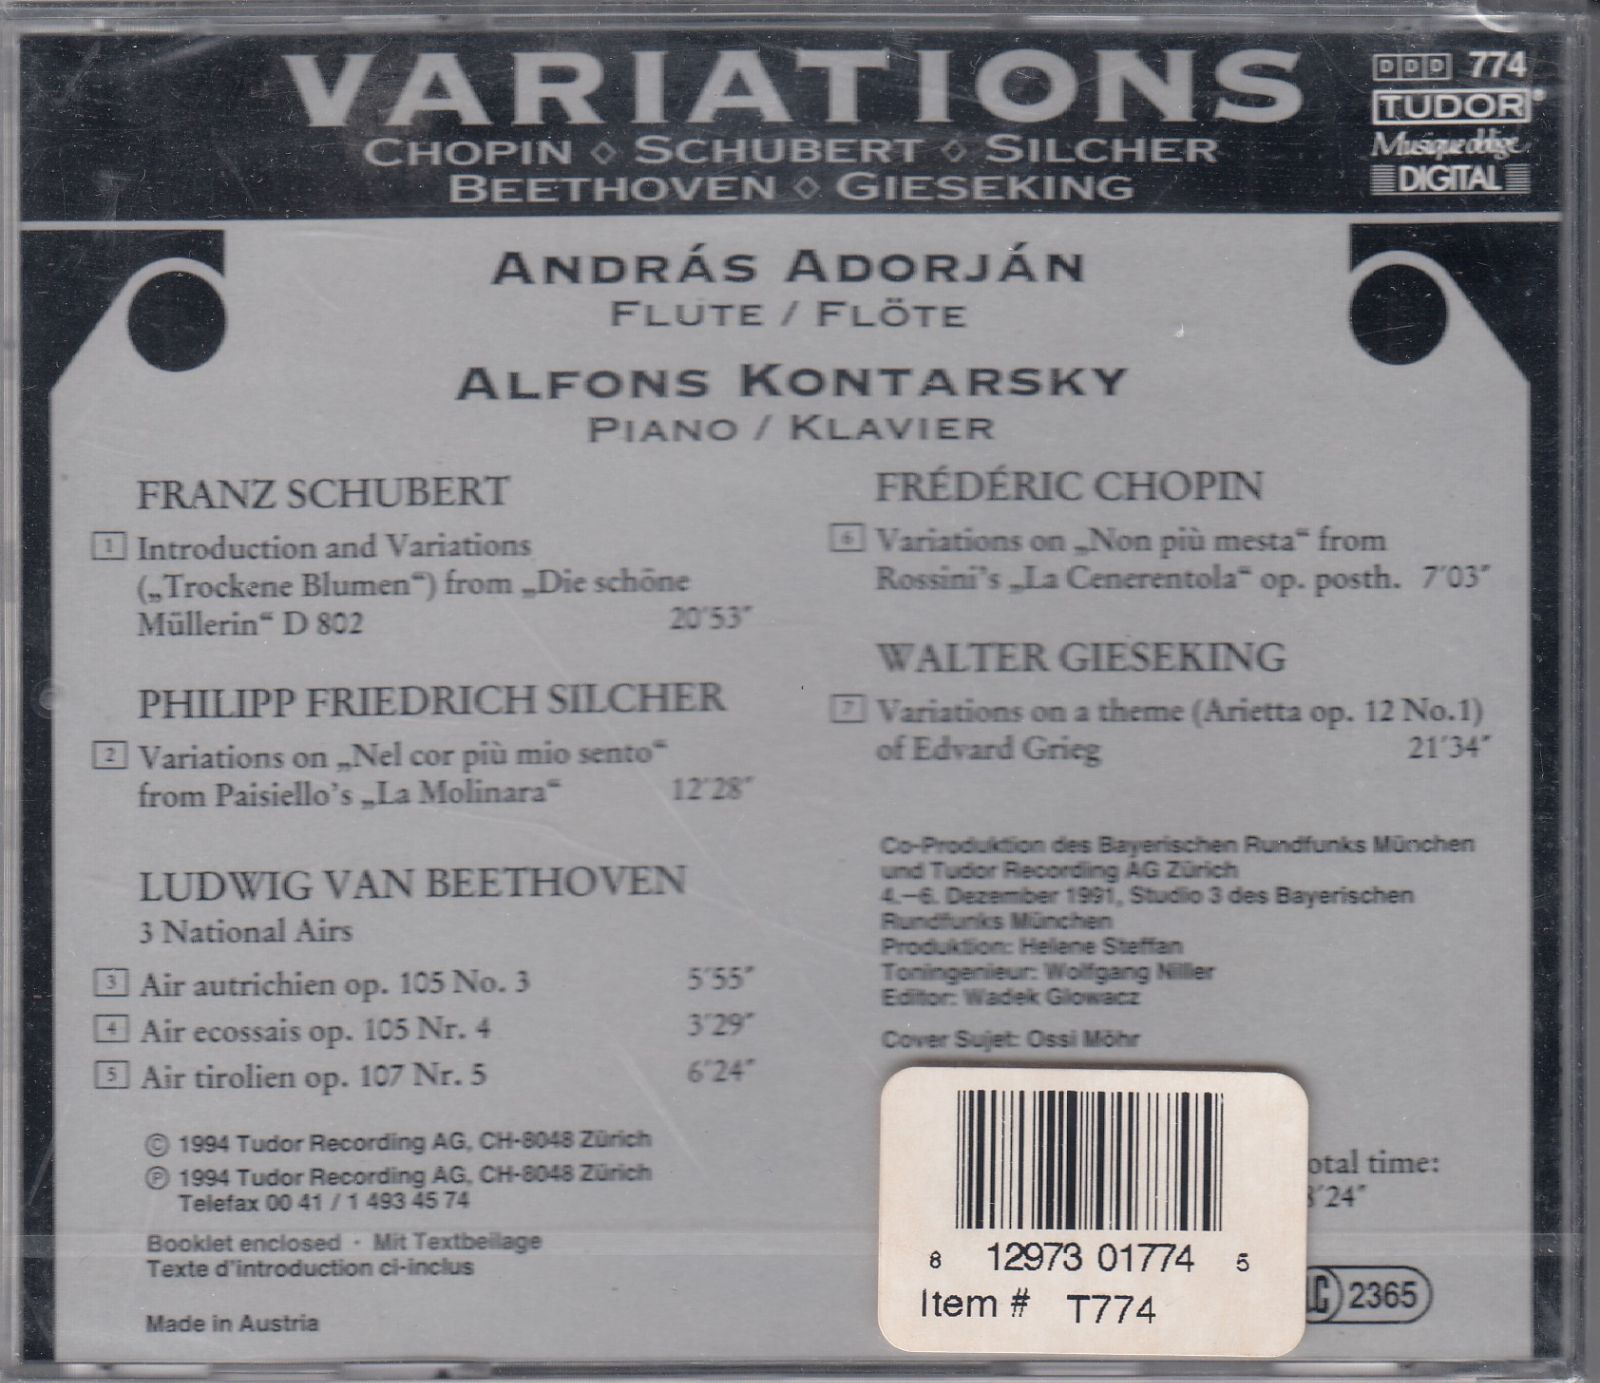 VARIATIONS
CHOPIN ◇ SCHUBERT ◇ SILCHER
BEETHOVEN ◇ GIESEKING
DDD 774
TUDOR®
Musique oblige
DIGITAL
ANDRÁS ADORJÁN
FLUTE / FLÖTE
ALFONS KONTARSKY
PIANO / KLAVIER
FRANZ SCHUBERT
1 Introduction and Variations
(„Trockene Blumen“) from „Die schöne
Müllerin“ D 802 20′53″
PHILIPP FRIEDRICH SILCHER
2 Variations on „Nel cor più mio sento“
from Paisiello's „La Molinara“ 12′28″
LUDWIG VAN BEETHOVEN
3 National Airs
3 Air autrichien op. 105 No. 3 5′55″
4 Air ecossais op. 105 Nr. 4 3′29″
5 Air tirolien op. 107 Nr. 5 6′24″
© 1994 Tudor Recording AG, CH-8048 Zürich
℗ 1994 Tudor Recording AG, CH-8048 Zürich
Telefax 00 41 / 1 493 45 74
Booklet enclosed · Mit Textbeilage
Texte d'introduction ci-inclus
Made in Austria
FRÉDÉRIC CHOPIN
6 Variations on „Non più mesta“ from
Rossini's „La Cenerentola“ op. posth. 7′03″
WALTER GIESEKING
7 Variations on a theme (Arietta op. 12 No.1)
of Edvard Grieg 21′34″
Co-Produktion des Bayerischen Rundfunks München
und Tudor Recording AG Zürich
4.–6. Dezember 1991, Studio 3 des Bayerischen
Rundfunks München
Produktion: Helene Steffan
Toningenieur: Wolfgang Niller
Editor: Wadek Glowacz
Cover Sujet: Ossi Möhr
otal time:
8′24″
8 12973 01774 5
Item # T774
LC 2365